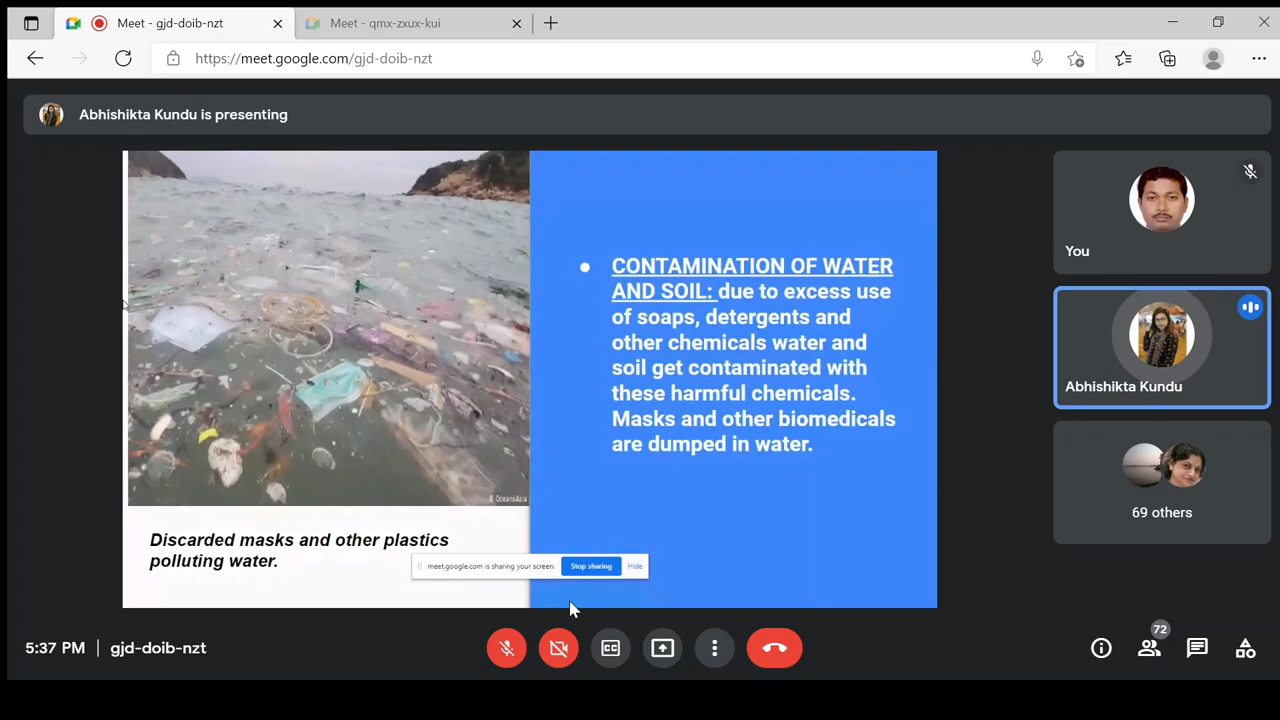 Meet - gjd-doib-nzt
Meet - qmx-zxux-kui
https://meet.google.com/gjd-doib-nzt
Abhishikta Kundu is presenting
© OceansAsia
Discarded masks and other plastics
polluting water.
● CONTAMINATION OF WATER
AND SOIL: due to excess use
of soaps, detergents and
other chemicals water and
soil get contaminated with
these harmful chemicals.
Masks and other biomedicals
are dumped in water.
meet.google.com is sharing your screen.
Stop sharing
Hide
You
Abhishikta Kundu
69 others
5:37 PM | gjd-doib-nzt
CC
72